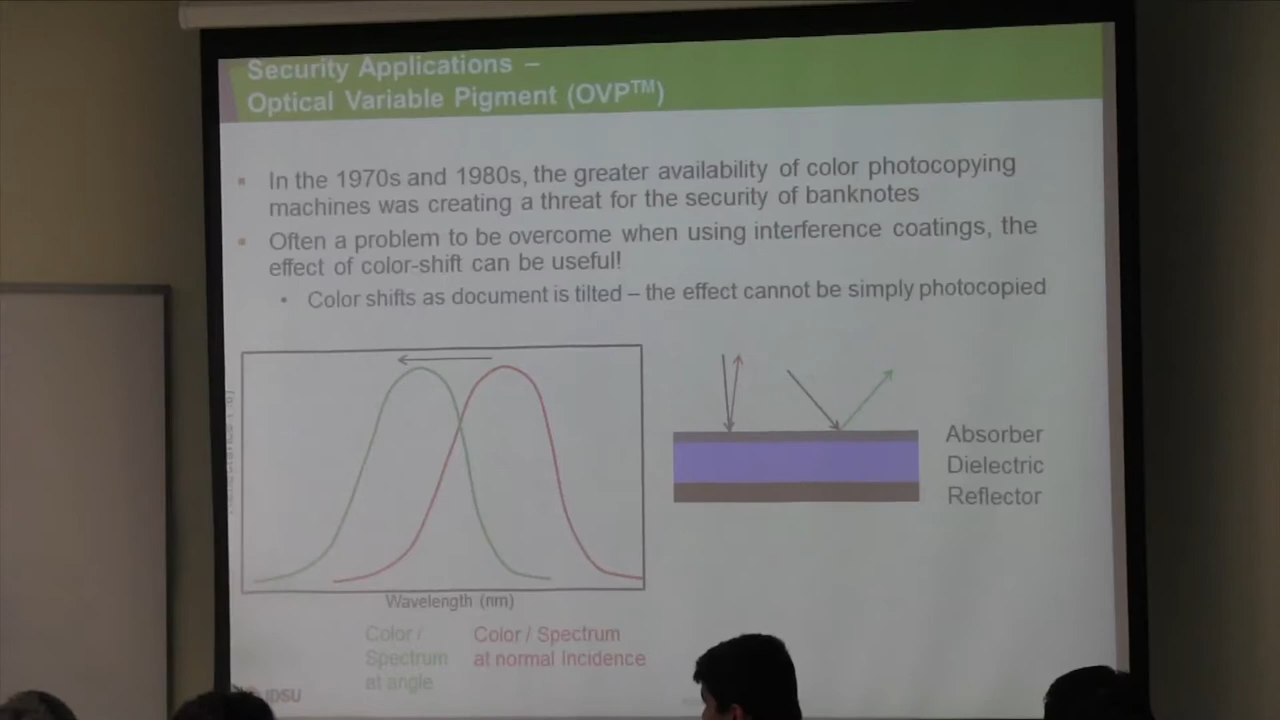 Security Applications –
Optical Variable Pigment (OVP™)
In the 1970s and 1980s, the greater availability of color photocopying
machines was creating a threat for the security of banknotes
Often a problem to be overcome when using interference coatings, the
effect of color-shift can be useful!
Color shifts as document is tilted – the effect cannot be simply photocopied
Absorber
Dielectric
Reflector
Wavelength (nm)
Color /
Spectrum
at angle
Color / Spectrum
at normal Incidence
JDSU